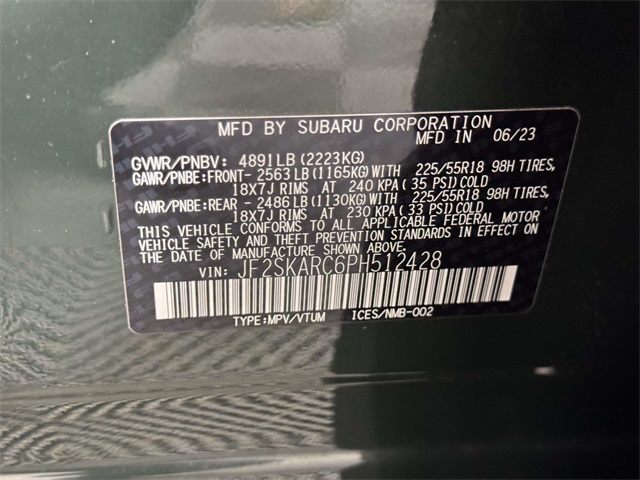 MFD BY SUBARU CORPORATION
MFD IN 06/23
GVWR/PNBV: 4891LB(2223KG)
GAWR/PNBE:FRONT- 2563LB(1165KG)WITH 225/55R18 98H TIRES,
18X7J RIMS AT 240 KPA(35 PSI)COLD
GAWR/PNBE:REAR - 2486LB(1130KG)WITH 225/55R18 98H TIRES,
18X7J RIMS AT 230 KPA(33 PSI)COLD
THIS VEHICLE CONFORMS TO ALL APPLICABLE FEDERAL MOTOR
VEHICLE SAFETY AND THEFT PREVENTION STANDARDS IN EFFECT ON
THE DATE OF MANUFACTURE SHOWN ABOVE.
VIN: JF2SKARC6PH512428
TYPE:MPV/VTUM ICES/NMB-002